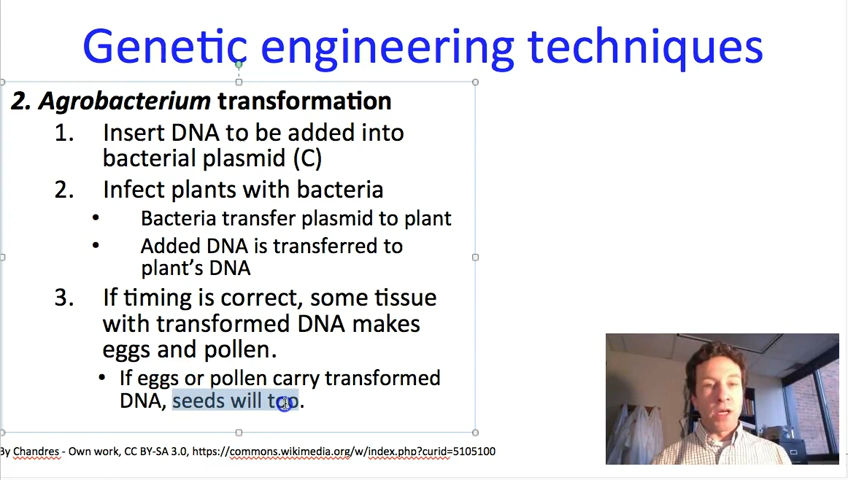 Genetic engineering techniques
2. Agrobacterium transformation
1. Insert DNA to be added into
bacterial plasmid (C)
2. Infect plants with bacteria
• Bacteria transfer plasmid to plant
• Added DNA is transferred to
plant's DNA
3. If timing is correct, some tissue
with transformed DNA makes
eggs and pollen.
• If eggs or pollen carry transformed
DNA, seeds will too.
By Chandres - Own work, CC BY-SA 3.0, https://commons.wikimedia.org/w/index.php?curid=5105100